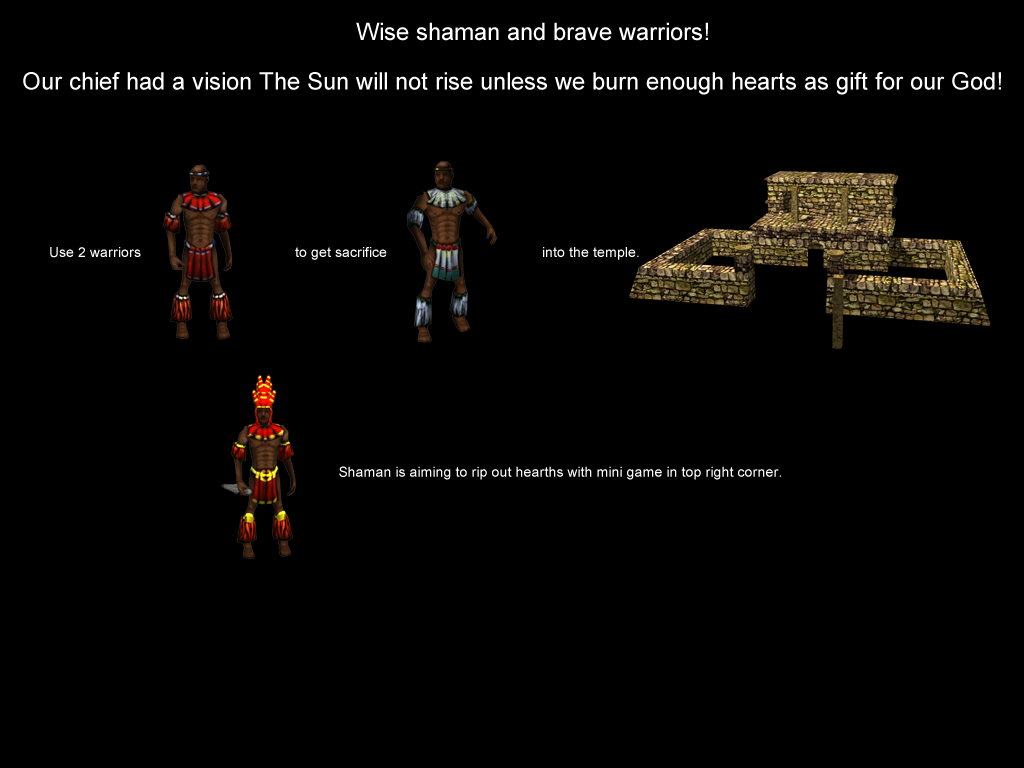 Wise shaman and brave warriors!
Our chief had a vision The Sun will not rise unless we burn enough hearts as gift for our God!
Use 2 warriors to get sacrifice into the temple.
Shaman is aiming to rip out hearths with mini game in top right corner.